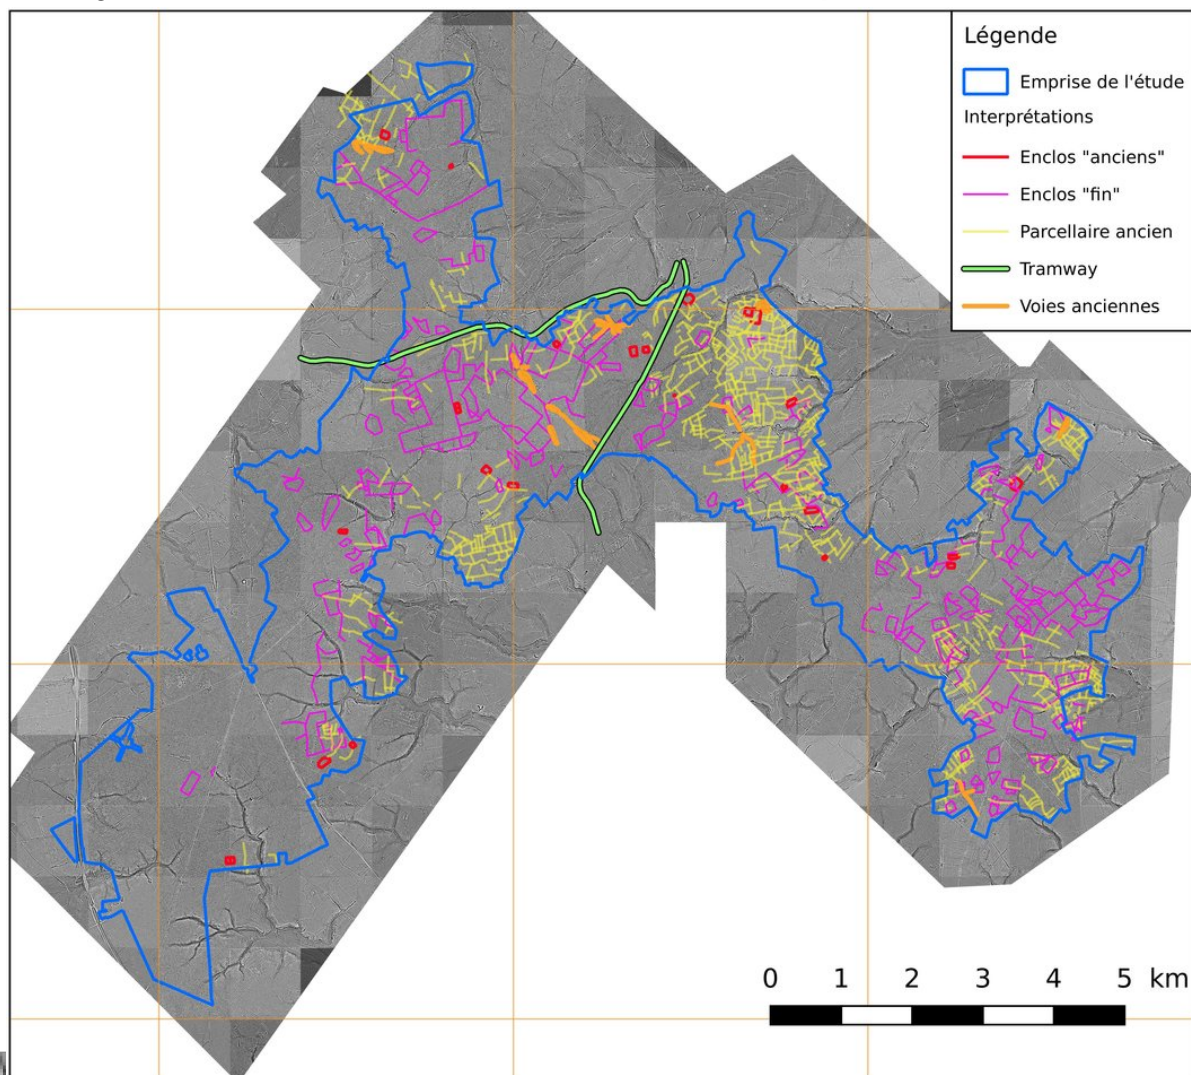 Légende
Emprise de l'étude
Interprétations
Enclos "anciens"
Enclos "fin"
Parcellaire ancien
Tramway
Voies anciennes
0 1 2 3 4 5 km